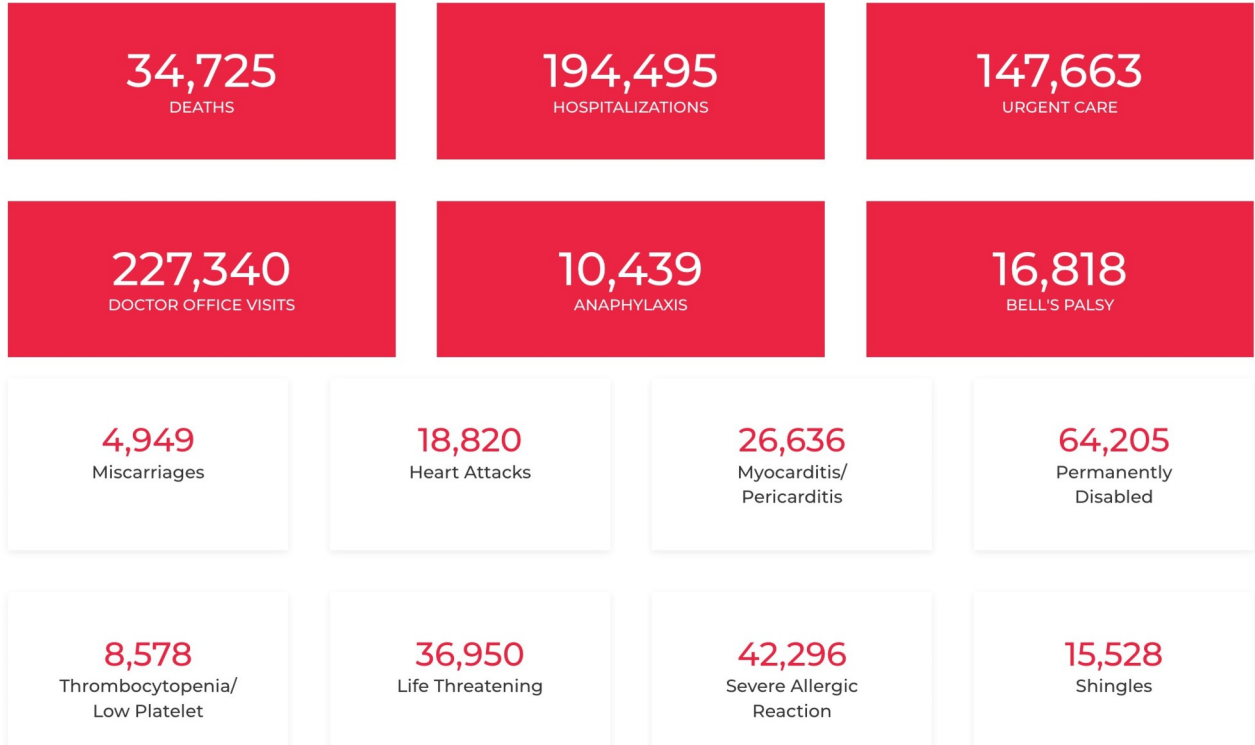 34,725
DEATHS
194,495
HOSPITALIZATIONS
147,663
URGENT CARE
227,340
DOCTOR OFFICE VISITS
10,439
ANAPHYLAXIS
16,818
BELL'S PALSY
4,949
Miscarriages
18,820
Heart Attacks
26,636
Myocarditis/
Pericarditis
64,205
Permanently
Disabled
8,578
Thrombocytopenia/
Low Platelet
36,950
Life Threatening
42,296
Severe Allergic
Reaction
15,528
Shingles